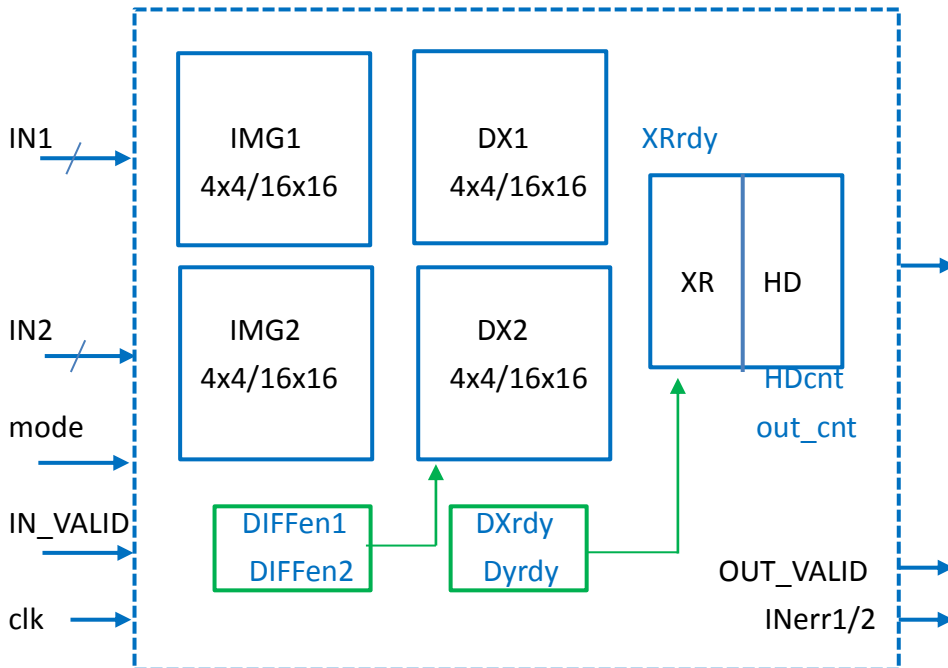 IN1
IN2
mode
IN_VALID
clk
IMG1
4x4/16x16
DX1
4x4/16x16
IMG2
4x4/16x16
DX2
4x4/16x16
XRrdy
XR HD
HDcnt
out_cnt
DIFFen1
DIFFen2
DXrdy
Dyrdy
OUT_VALID
INerr1/2